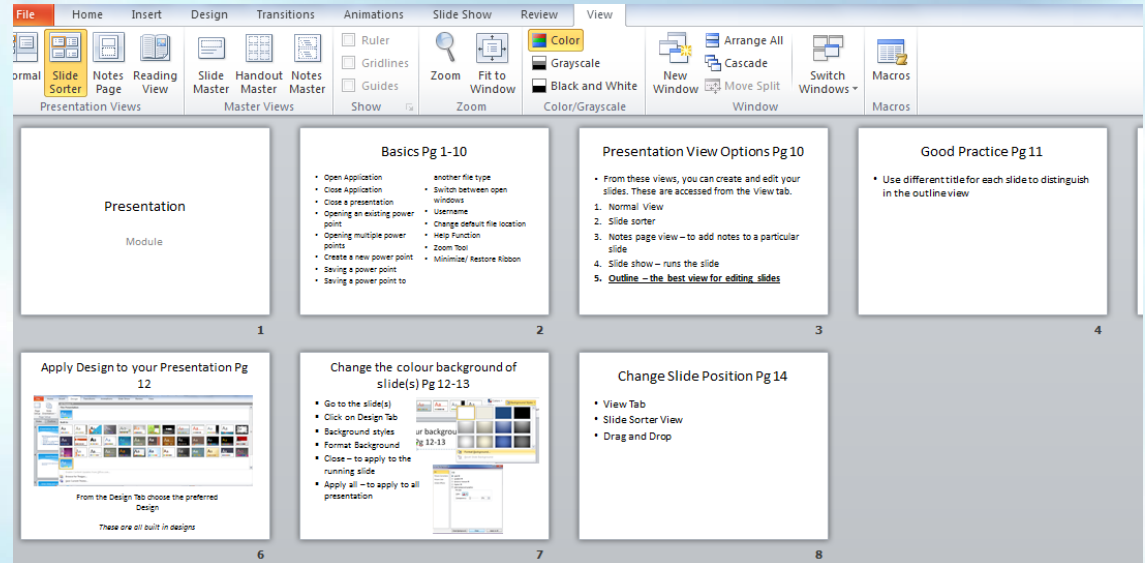 File Home Insert Design Transitions Animations Slide Show Review View
Ruler Color Arrange All
Gridlines Grayscale Cascade
Guides Black and White Move Split
ormal Slide Sorter Notes Page Reading View Slide Master Handout Master Notes Master Zoom Fit to Window New Window Switch Windows Macros
Presentation Views Master Views Show Zoom Color/Grayscale Window Macros
Presentation
Module
1
Basics Pg 1-10
• Open Application
• Close Application
• Close a presentation
• Opening an existing power
point
• Opening multiple power
points
• Create a new power point
• Saving a power point
• Saving a power point to
another file type
• Switch between open
windows
• Username
• Change default file location
• Help Function
• Zoom Tool
• Minimize/ Restore Ribbon
2
Presentation View Options Pg 10
• From these views, you can create and edit your
slides. These are accessed from the View tab.
1. Normal View
2. Slide sorter
3. Notes page view – to add notes to a particular
slide
4. Slide show – runs the slide
5. Outline – the best view for editing slides
3
Good Practice Pg 11
• Use different title for each slide to distinguish
in the outline view
4
Apply Design to your Presentation Pg
12
From the Design Tab choose the preferred
Design
These are all built in designs
6
Change the colour background of
slide(s) Pg 12-13
• Go to the slide(s)
• Click on Design Tab
• Background styles
• Format Background
• Close – to apply to the
running slide
• Apply all – to apply to all
presentation
ur backgrou
Pg 12-13
7
Change Slide Position Pg 14
• View Tab
• Slide Sorter View
• Drag and Drop
8